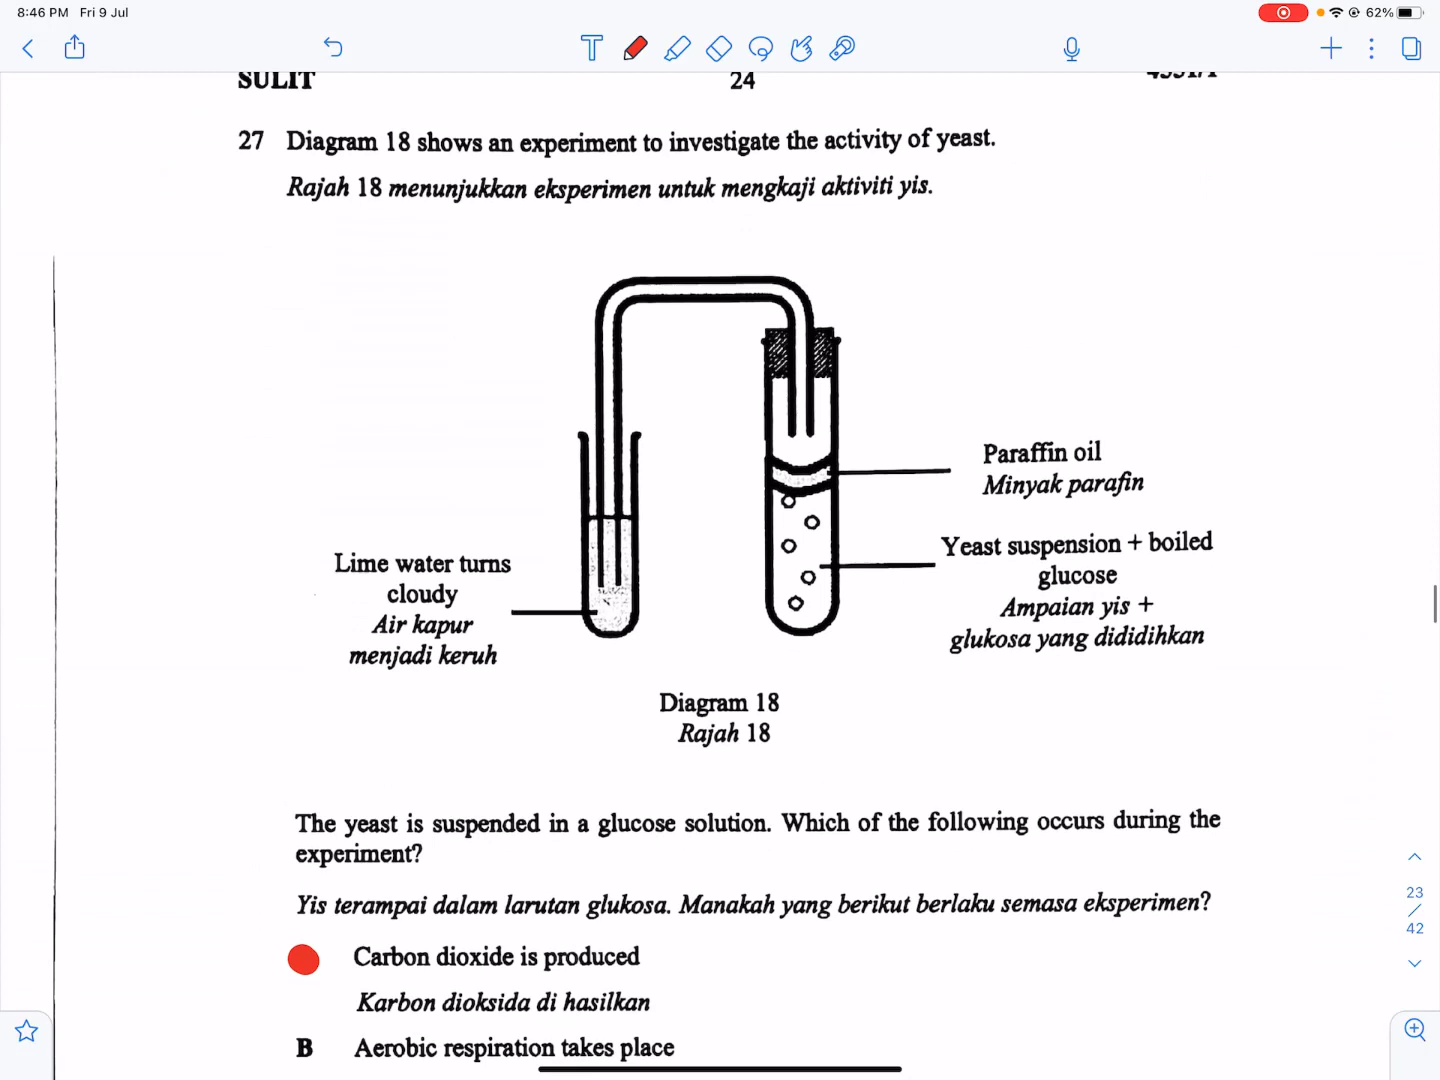 8:46 PM Fri 9 Jul
62%
SULIT 24
27 Diagram 18 shows an experiment to investigate the activity of yeast.
Rajah 18 menunjukkan eksperimen untuk mengkaji aktiviti yis.
Paraffin oil
Minyak parafin
Yeast suspension + boiled
glucose
Ampaian yis +
glukosa yang dididihkan
Lime water turns
cloudy
Air kapur
menjadi keruh
Diagram 18
Rajah 18
The yeast is suspended in a glucose solution. Which of the following occurs during the
experiment?
Yis terampai dalam larutan glukosa. Manakah yang berikut berlaku semasa eksperimen?
Carbon dioxide is produced
Karbon dioksida di hasilkan
B Aerobic respiration takes place
23
/
42